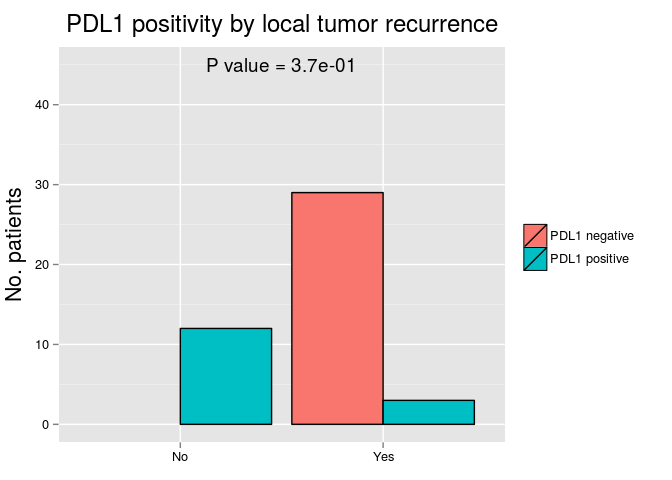 PDL1 positivity by local tumor recurrence
P value = 3.7e-01
No. patients
40
30
20
10
0
No
Yes
PDL1 negative
PDL1 positive